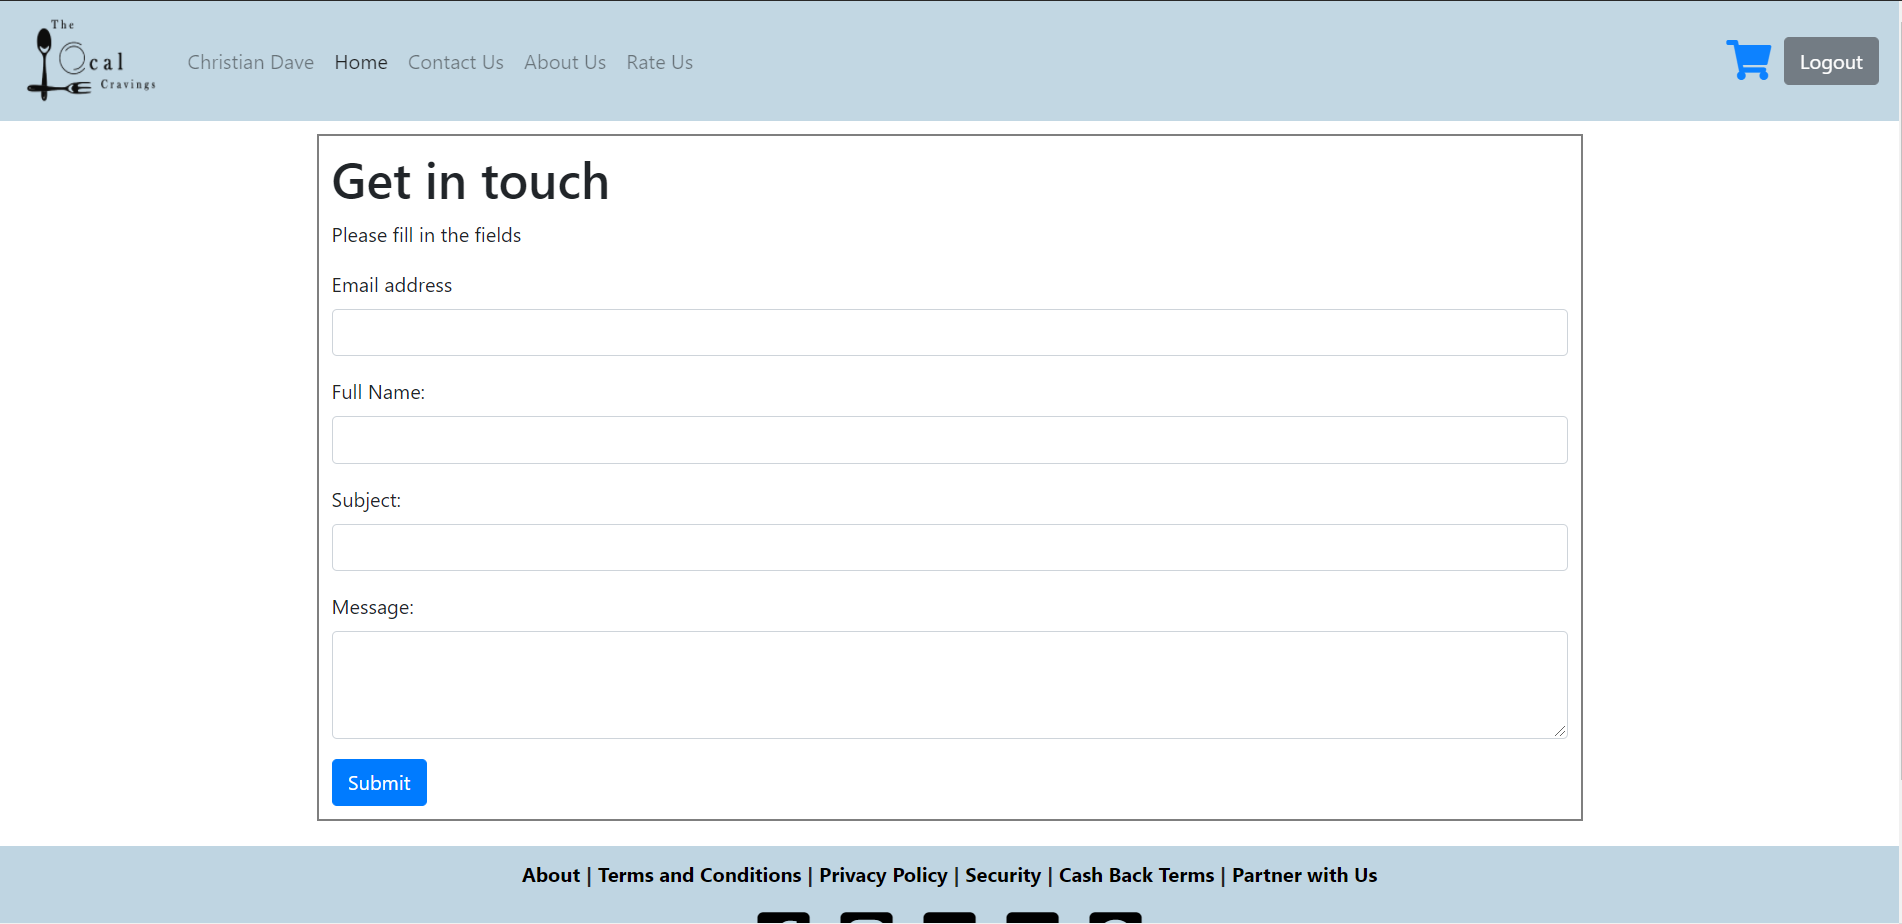 The
Local
Cravings
Christian Dave Home Contact Us About Us Rate Us
Logout
Get in touch
Please fill in the fields
Email address
Full Name:
Subject:
Message:
Submit
About | Terms and Conditions | Privacy Policy | Security | Cash Back Terms | Partner with Us